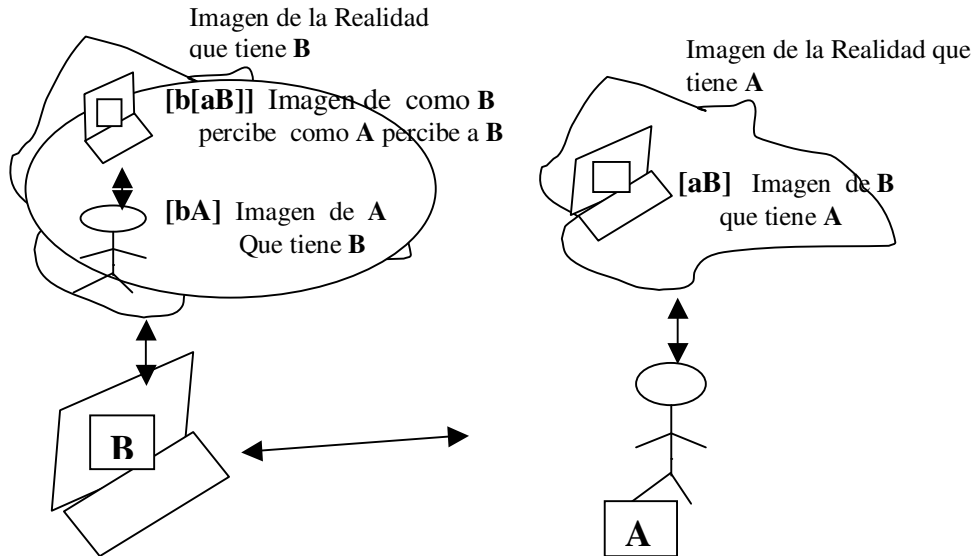 Imagen de la Realidad
que tiene B
[b[aB]] Imagen de como B
percibe como A percibe a B
[bA] Imagen de A
Que tiene B
B
Imagen de la Realidad que
tiene A
[aB] Imagen de B
que tiene A
A